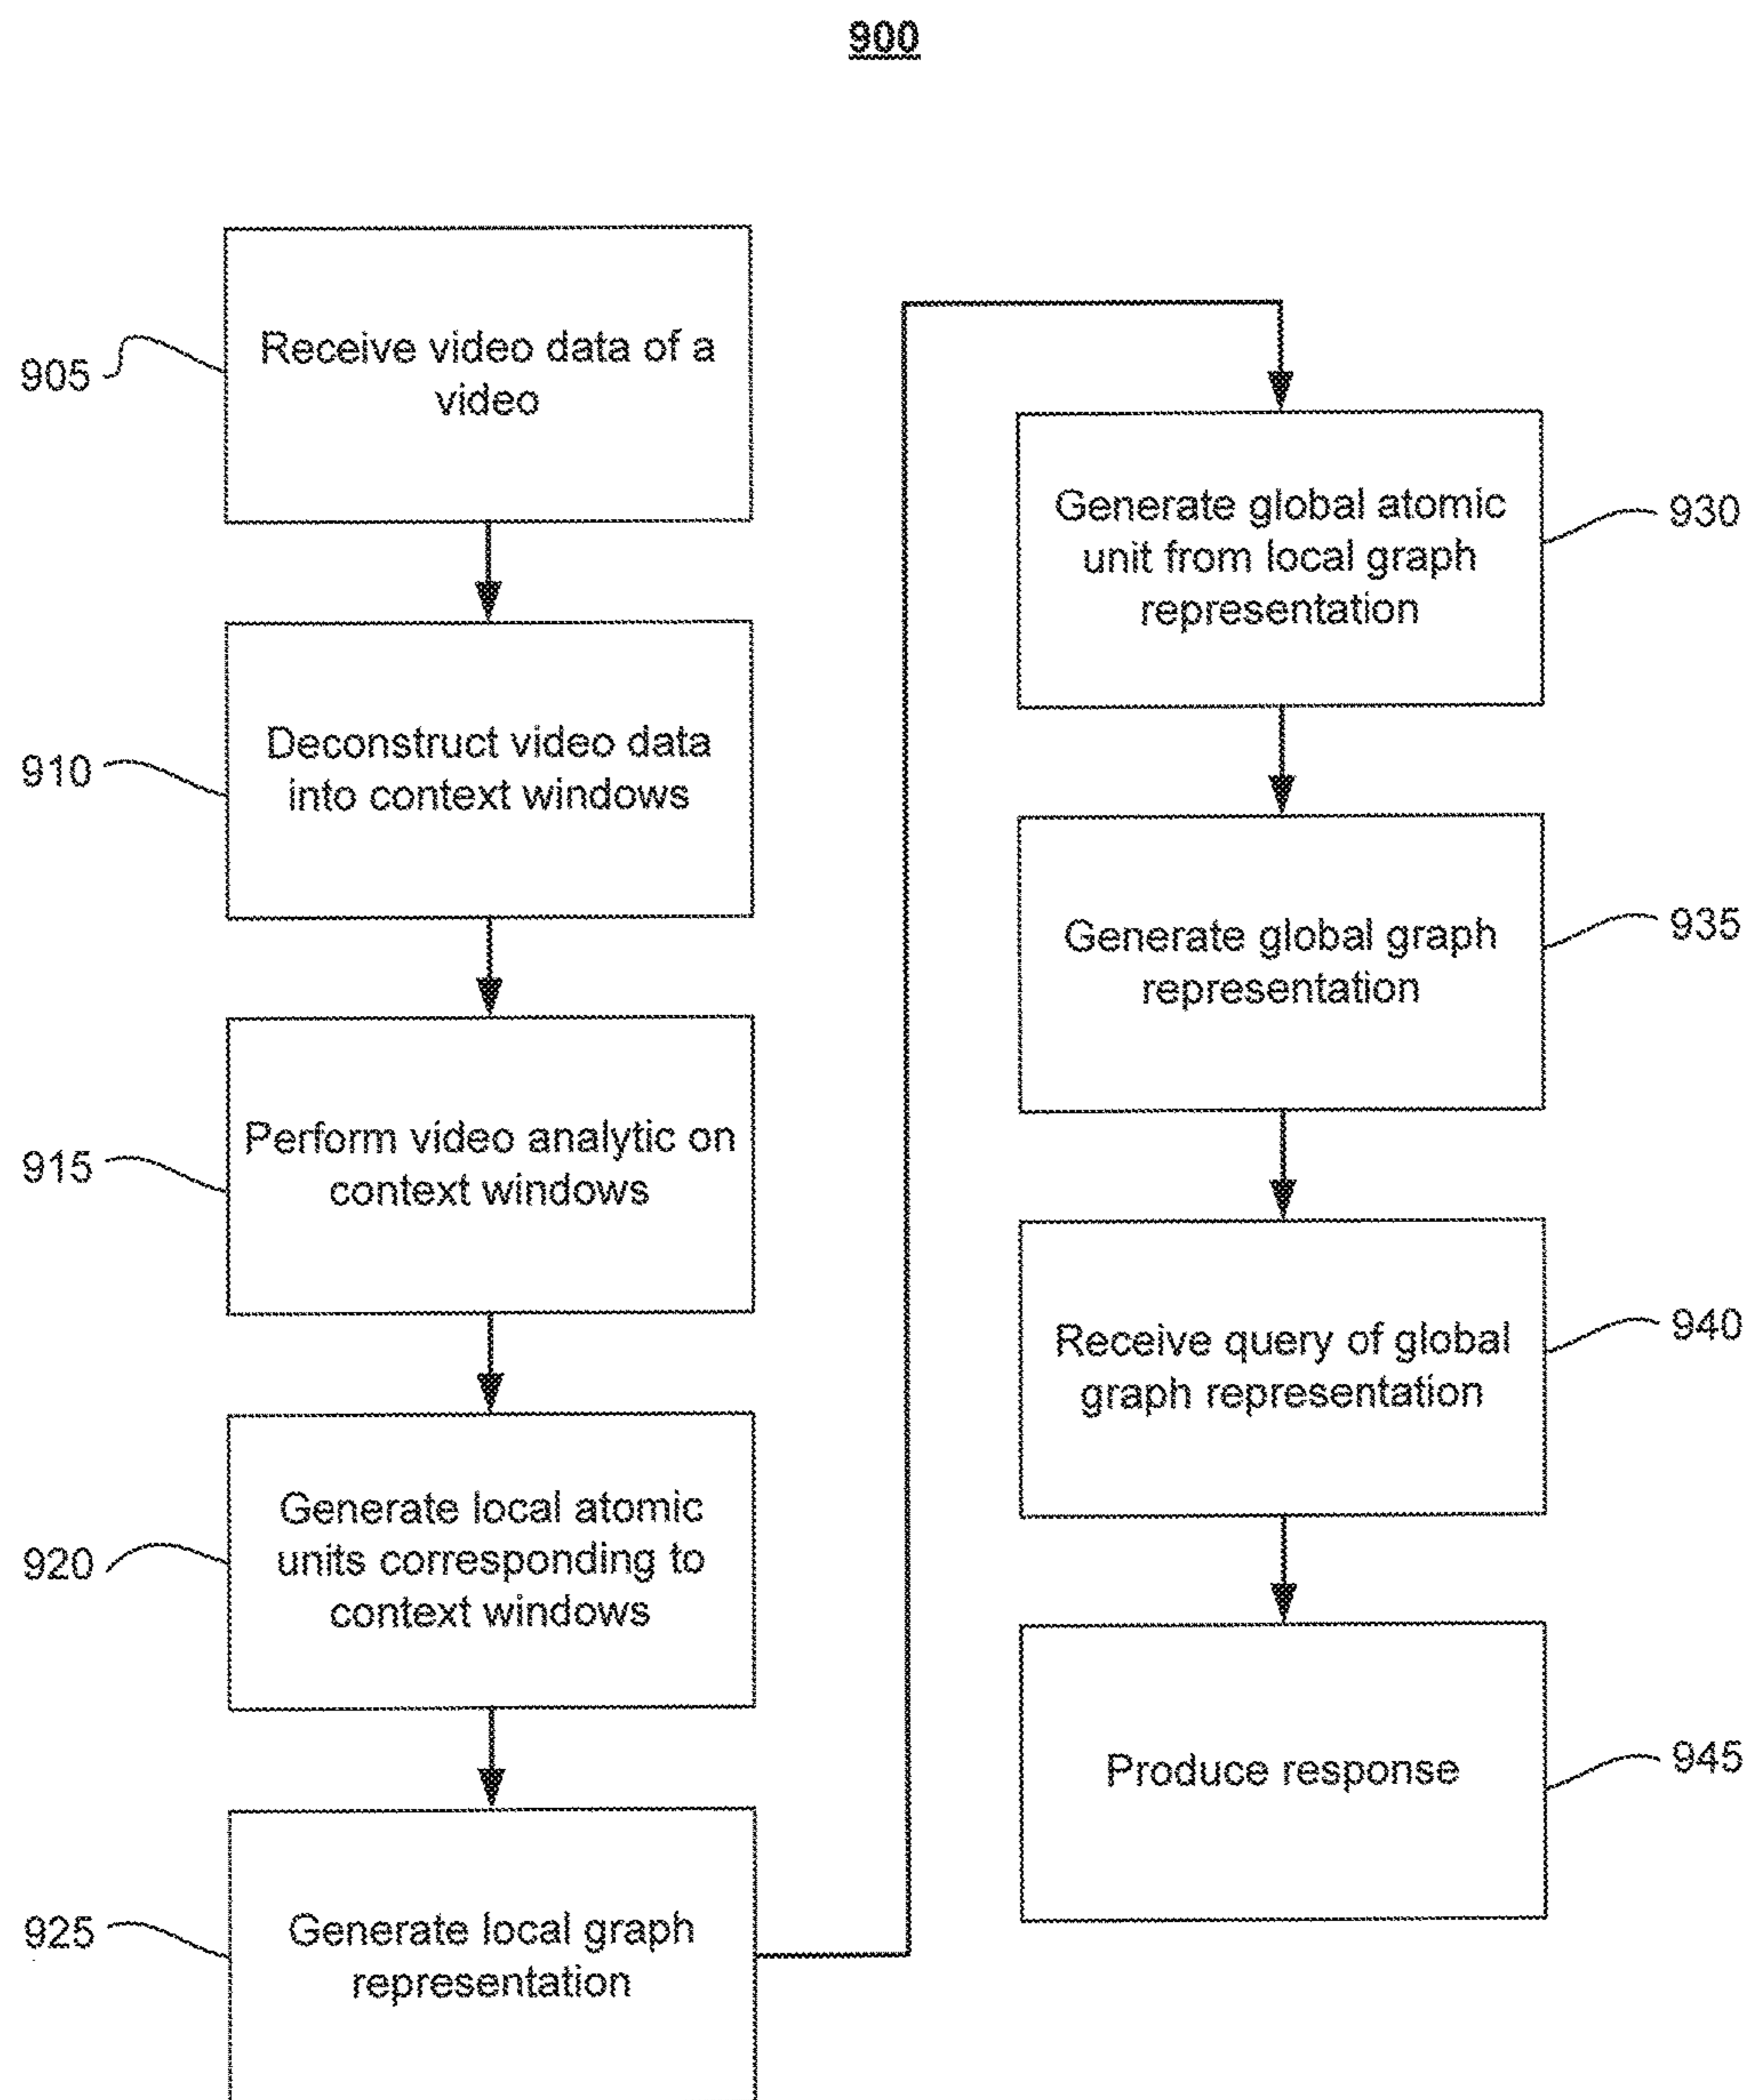 900
905
Receive video data of a
video
910
Deconstruct video data
into context windows
915
Perform video analytic on
context windows
920
Generate local atomic
units corresponding to
context windows
925
Generate local graph
representation
Generate global atomic
unit from local graph
representation
930
Generate global graph
representation
935
Receive query of global
graph representation
940
Produce response
945